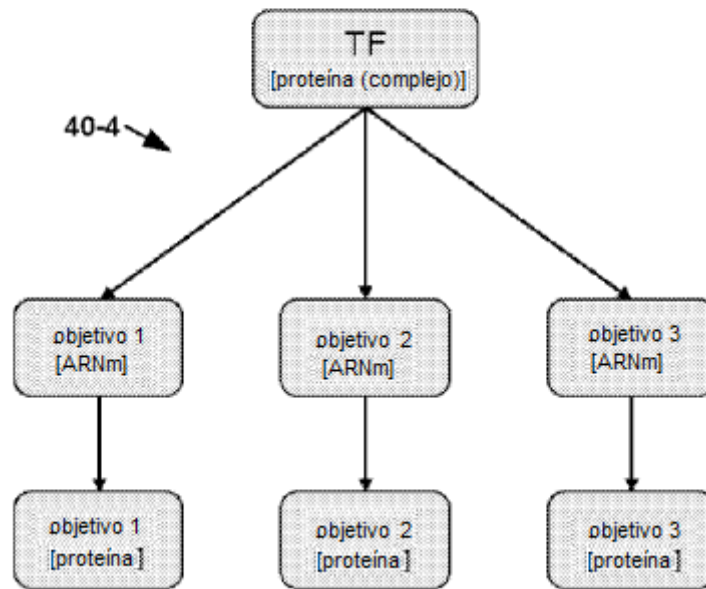 TF
[proteína (complejo)]
40-4
objetivo 1
[ARNm]
objetivo 2
[ARNm]
objetivo 3
[ARNm]
objetivo 1
[proteína]
objetivo 2
[proteína]
objetivo 3
[proteína]